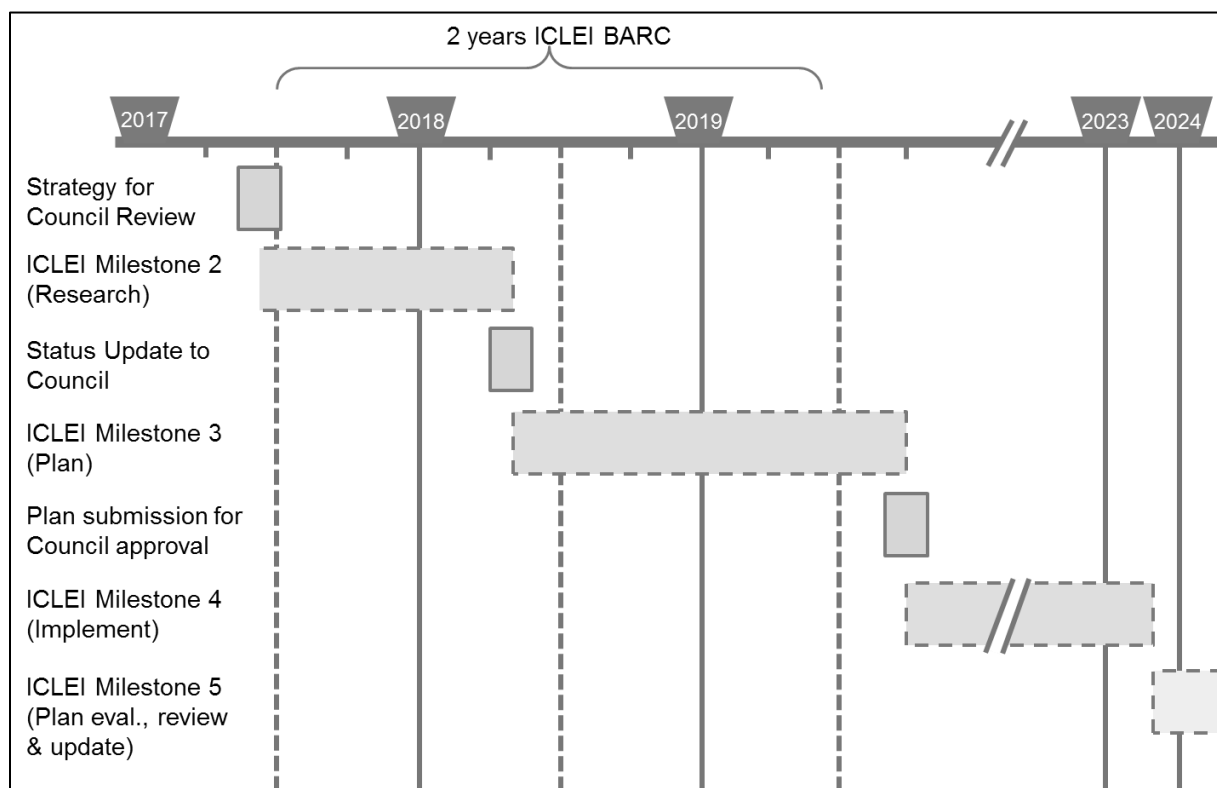 2 years ICLEI BARC
2017
2018
2019
2023
2024
Strategy for
Council Review
ICLEI Milestone 2
(Research)
Status Update to
Council
ICLEI Milestone 3
(Plan)
Plan submission for
Council approval
ICLEI Milestone 4
(Implement)
ICLEI Milestone 5
(Plan eval., review
& update)